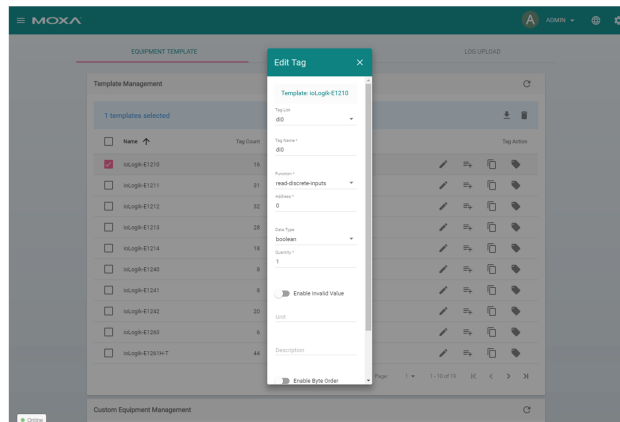 MOXA
A ADMIN
EQUIPMENT TEMPLATE
LOG UPLOAD
Edit Tag
Template Management
Template: ioLogik-E1210
1 templates selected
Tag List
di0
Name
Tag Count
Tag Action
Tag Name *
di0
ioLogik-E1210 16
ioLogik-E1211 31
Function *
read-discrete-inputs
Address *
0
ioLogik-E1212 32
ioLogik-E1213 28
ioLogik-E1214 18
Data Type
boolean
Quantity *
1
ioLogik-E1240 8
ioLogik-E1241 8
Enable Invalid Value
ioLogik-E1242 20
Unit
ioLogik-E1260 6
ioLogik-E1261H-T 44
Description
Page: 1 1 - 10 of 19
Enable Byte Order
Custom Equipment Management
Online